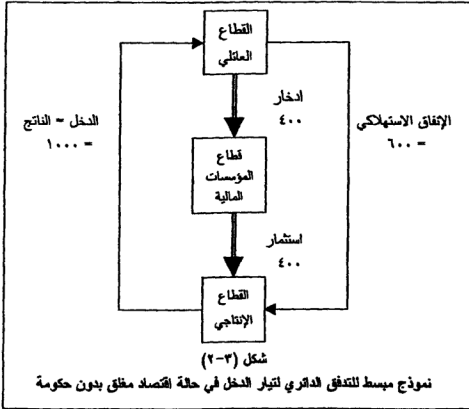 القطاع
العائلي
ادخار
٤٠٠
الإنفاق الاستهلاكي
= ٦٠٠
الدخل = الناتج
= ١٠٠٠
قطاع
المؤسسات
المالية
استثمار
٤٠٠
القطاع
الإنتاجي
شكل (٣-٢)
نموذج مبسط للتدفق الدائري لتيار الدخل في حالة اقتصاد مغلق بدون حكومة